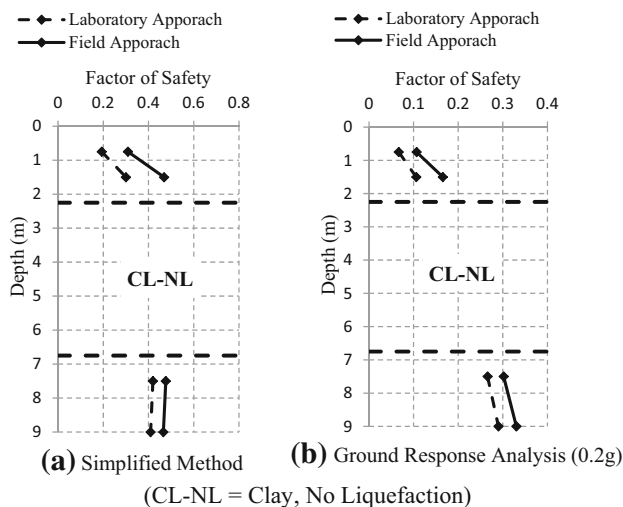 Laboratory Apporach
Field Apporach
Factor of Safety
0 0.2 0.4 0.6 0.8
0
1
2
3
4
5
6
7
8
9
Depth (m)
CL-NL
(a) Simplified Method
Laboratory Apporach
Field Apporach
Factor of Safety
0 0.1 0.2 0.3 0.4
0
1
2
3
4
5
6
7
8
9
Depth (m)
CL-NL
(b) Ground Response Analysis (0.2g)
(CL-NL = Clay, No Liquefaction)